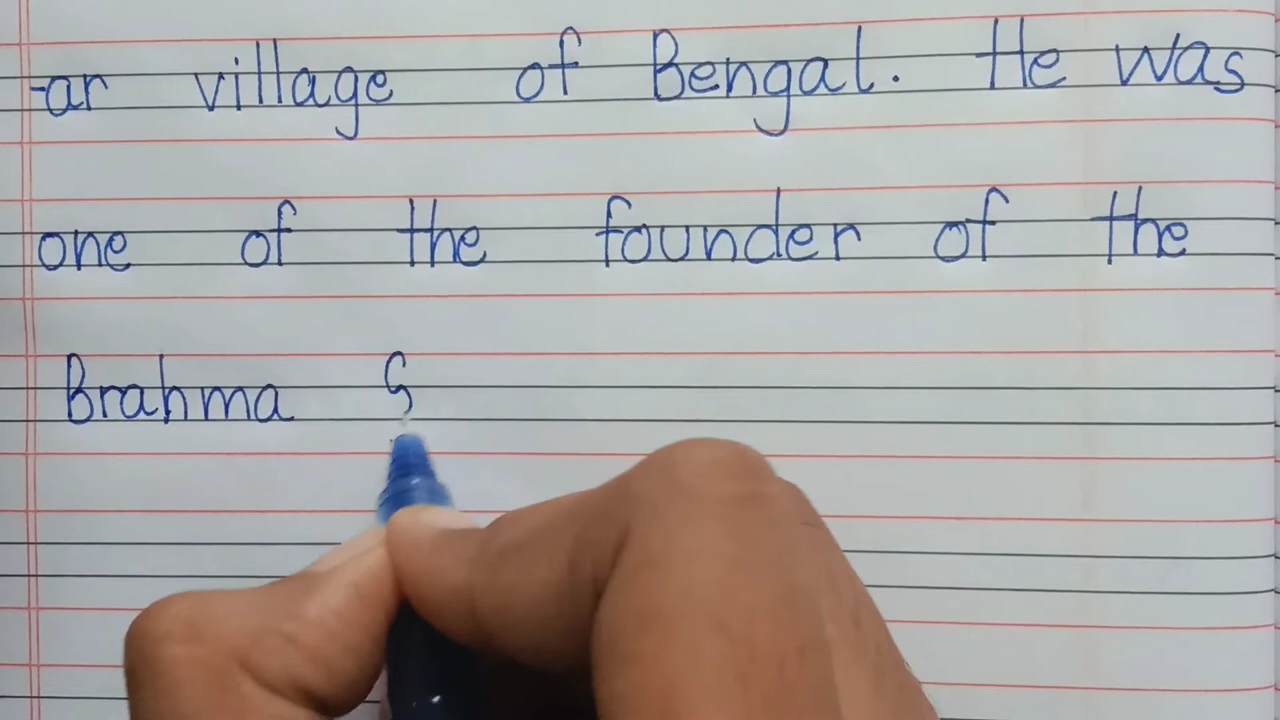 -ar village of Bengal. He was
one of the founder of the
Brahma S